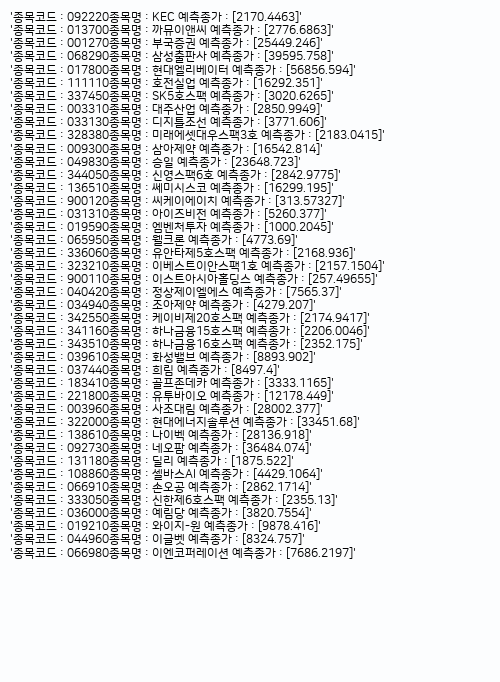 '종목코드 : 092220종목명 : KEC 예측종가 : [2170.4463]'
'종목코드 : 013700종목명 : 까뮤이앤씨 예측종가 : [2776.6863]'
'종목코드 : 001270종목명 : 부국증권 예측종가 : [25449.246]'
'종목코드 : 068290종목명 : 삼성출판사 예측종가 : [39595.758]'
'종목코드 : 017800종목명 : 현대엘리베이터 예측종가 : [56856.594]'
'종목코드 : 111110종목명 : 호전실업 예측종가 : [16292.351]'
'종목코드 : 337450종목명 : SK5호스팩 예측종가 : [3020.6265]'
'종목코드 : 003310종목명 : 대주산업 예측종가 : [2850.9949]'
'종목코드 : 033130종목명 : 디지틀조선 예측종가 : [3771.606]'
'종목코드 : 328380종목명 : 미래에셋대우스팩3호 예측종가 : [2183.0415]'
'종목코드 : 009300종목명 : 삼아제약 예측종가 : [16542.814]'
'종목코드 : 049830종목명 : 승일 예측종가 : [23648.723]'
'종목코드 : 344050종목명 : 신영스팩6호 예측종가 : [2842.9775]'
'종목코드 : 136510종목명 : 쎄미시스코 예측종가 : [16299.195]'
'종목코드 : 900120종목명 : 씨케이에이치 예측종가 : [313.57327]'
'종목코드 : 031310종목명 : 아이즈비전 예측종가 : [5260.377]'
'종목코드 : 019590종목명 : 엠벤처투자 예측종가 : [1000.2045]'
'종목코드 : 065950종목명 : 웰크론 예측종가 : [4773.69]'
'종목코드 : 336060종목명 : 유안타제5호스팩 예측종가 : [2168.936]'
'종목코드 : 323210종목명 : 이베스트이안스팩1호 예측종가 : [2157.1504]'
'종목코드 : 900110종목명 : 이스트아시아홀딩스 예측종가 : [257.49655]'
'종목코드 : 040420종목명 : 정상제이엘에스 예측종가 : [7565.37]'
'종목코드 : 034940종목명 : 조아제약 예측종가 : [4279.207]'
'종목코드 : 342550종목명 : 케이비제20호스팩 예측종가 : [2174.9417]'
'종목코드 : 341160종목명 : 하나금융15호스팩 예측종가 : [2206.0046]'
'종목코드 : 343510종목명 : 하나금융16호스팩 예측종가 : [2352.175]'
'종목코드 : 039610종목명 : 화성밸브 예측종가 : [8893.902]'
'종목코드 : 037440종목명 : 희림 예측종가 : [8497.4]'
'종목코드 : 183410종목명 : 골프존데카 예측종가 : [3333.1165]'
'종목코드 : 221800종목명 : 유투바이오 예측종가 : [12178.449]'
'종목코드 : 003960종목명 : 사조대림 예측종가 : [28002.377]'
'종목코드 : 322000종목명 : 현대에너지솔루션 예측종가 : [33451.68]'
'종목코드 : 138610종목명 : 나이벡 예측종가 : [28136.918]'
'종목코드 : 092730종목명 : 네오팜 예측종가 : [36484.074]'
'종목코드 : 131180종목명 : 딜리 예측종가 : [1875.522]'
'종목코드 : 108860종목명 : 셀바스AI 예측종가 : [4429.1064]'
'종목코드 : 066910종목명 : 손오공 예측종가 : [2862.1714]'
'종목코드 : 333050종목명 : 신한제6호스팩 예측종가 : [2355.13]'
'종목코드 : 036000종목명 : 예림당 예측종가 : [3820.7554]'
'종목코드 : 019210종목명 : 와이지-원 예측종가 : [9878.416]'
'종목코드 : 044960종목명 : 이글벳 예측종가 : [8324.757]'
'종목코드 : 066980종목명 : 이엔코퍼레이션 예측종가 : [7686.2197]'